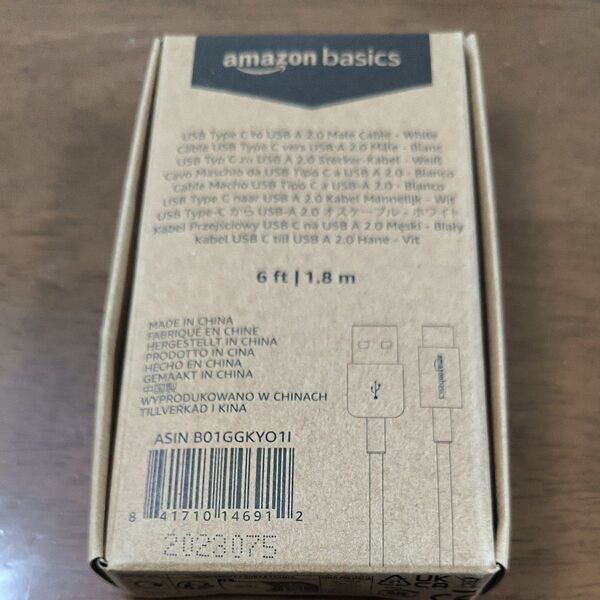 amazon basics
USB Type C to USB A 2.0 Male Cable - White
Cable USB Type C vers USB A 2.0 Mâle - Blanc
USB Typ C zu USB A 2.0 Stecker-Kabel - Weiß
Cavo Maschio da USB Tipo C a USB-A 2.0 - Bianco
Cable Macho USB Tipo C a USB-A 2.0 - Blanco
USB Type C naar USB A 2.0 Kabel Mannelijk - Wit
USB Type-C から USB-A 2.0 オスケーブル - ホワイト
Kabel Przejściowy USB C na USB A 2.0 Męski - Biały
Kabel USB C till USB A 2.0 Hane - Vit
6 ft | 1.8 m
MADE IN CHINA
FABRIQUÉ EN CHINE
HERGESTELLT IN CHINA
PRODOTTO IN CINA
HECHO EN CHINA
GEMAAKT IN CHINA
中国製
WYPRODUKOWANO W CHINACH
TILLVERKAD I KINA
amazonbasics
ASIN B01GGKYO1I
8 41710 14691 2
2023075